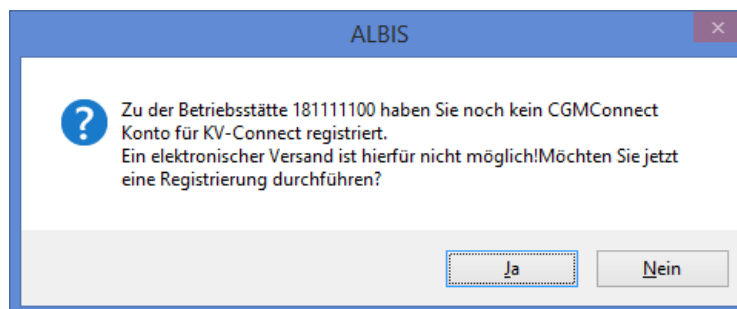 ALBIS
Zu der Betriebsstätte 181111100 haben Sie noch kein CGMConnect
Konto für KV-Connect registriert.
Ein elektronischer Versand ist hierfür nicht möglich!Möchten Sie jetzt
eine Registrierung durchführen?
Ja
Nein